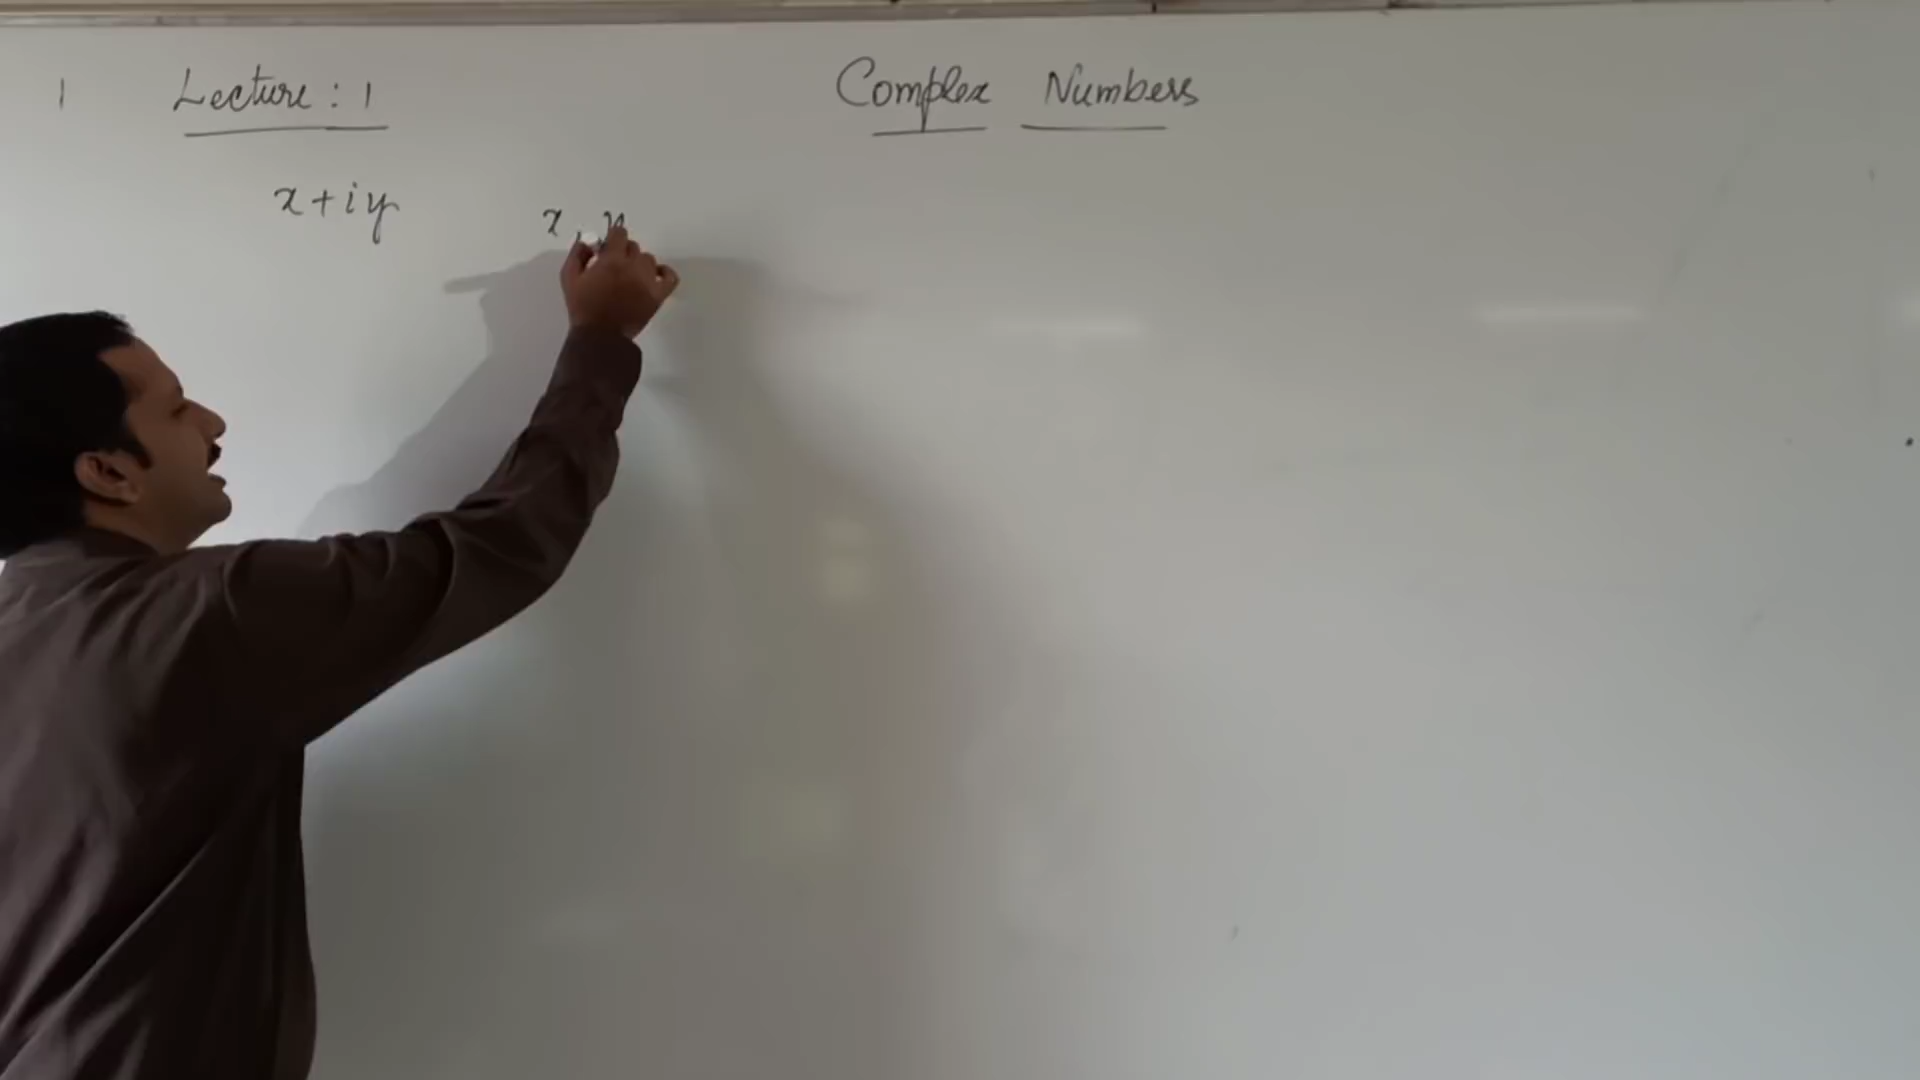 1 Lecture : 1 Complex Numbers
x + iy x, y